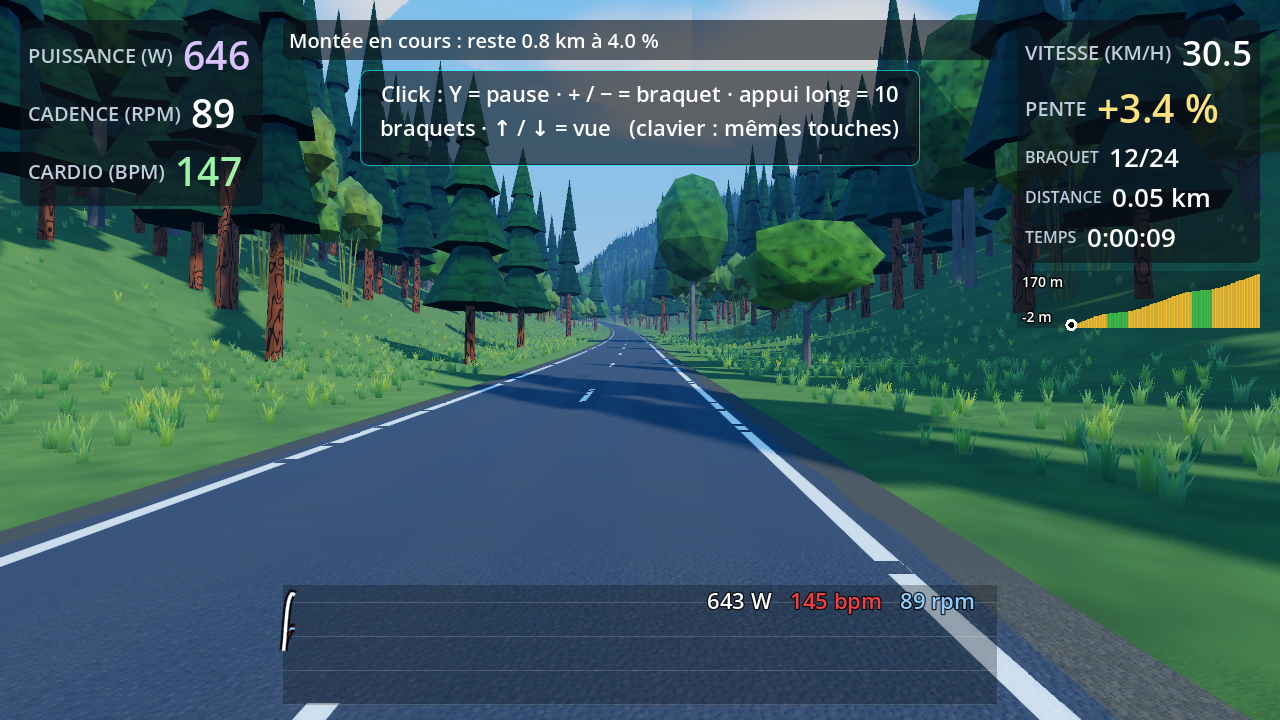 PUISSANCE (W) 646
CADENCE (RPM) 89
CARDIO (BPM) 147
Montée en cours : reste 0.8 km à 4.0 %
Click : Y = pause · + / − = braquet · appui long = 10
braquets · ↑ / ↓ = vue (clavier : mêmes touches)
VITESSE (KM/H) 30.5
PENTE +3.4 %
BRAQUET 12/24
DISTANCE 0.05 km
TEMPS 0:00:09
170 m
-2 m
643 W 145 bpm 89 rpm